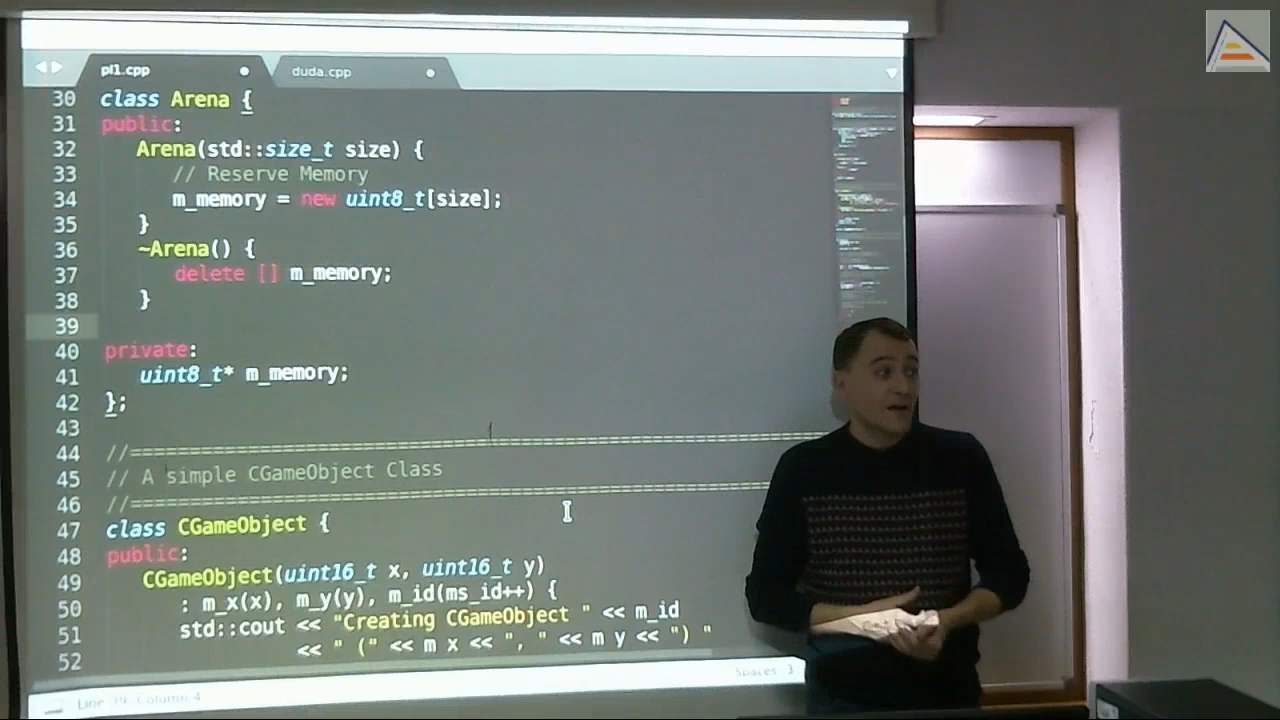 pl1.cpp
duda.cpp
30 class Arena {
31 public:
32 Arena(std::size_t size) {
33 // Reserve Memory
34 m_memory = new uint8_t[size];
35 }
36 ~Arena() {
37 delete [] m_memory;
38 }
39
40 private:
41 uint8_t* m_memory;
42 };
43
44 //==============================================================================
45 // A simple CGameObject Class
46 //==============================================================================
47 class CGameObject {
48 public:
49 CGameObject(uint16_t x, uint16_t y)
50 : m_x(x), m_y(y), m_id(ms_id++) {
51 std::cout << "Creating CGameObject " << m_id
52 << " (" << m_x << ", " << m_y << ") "
Line 39, Column 4
Spaces: 3